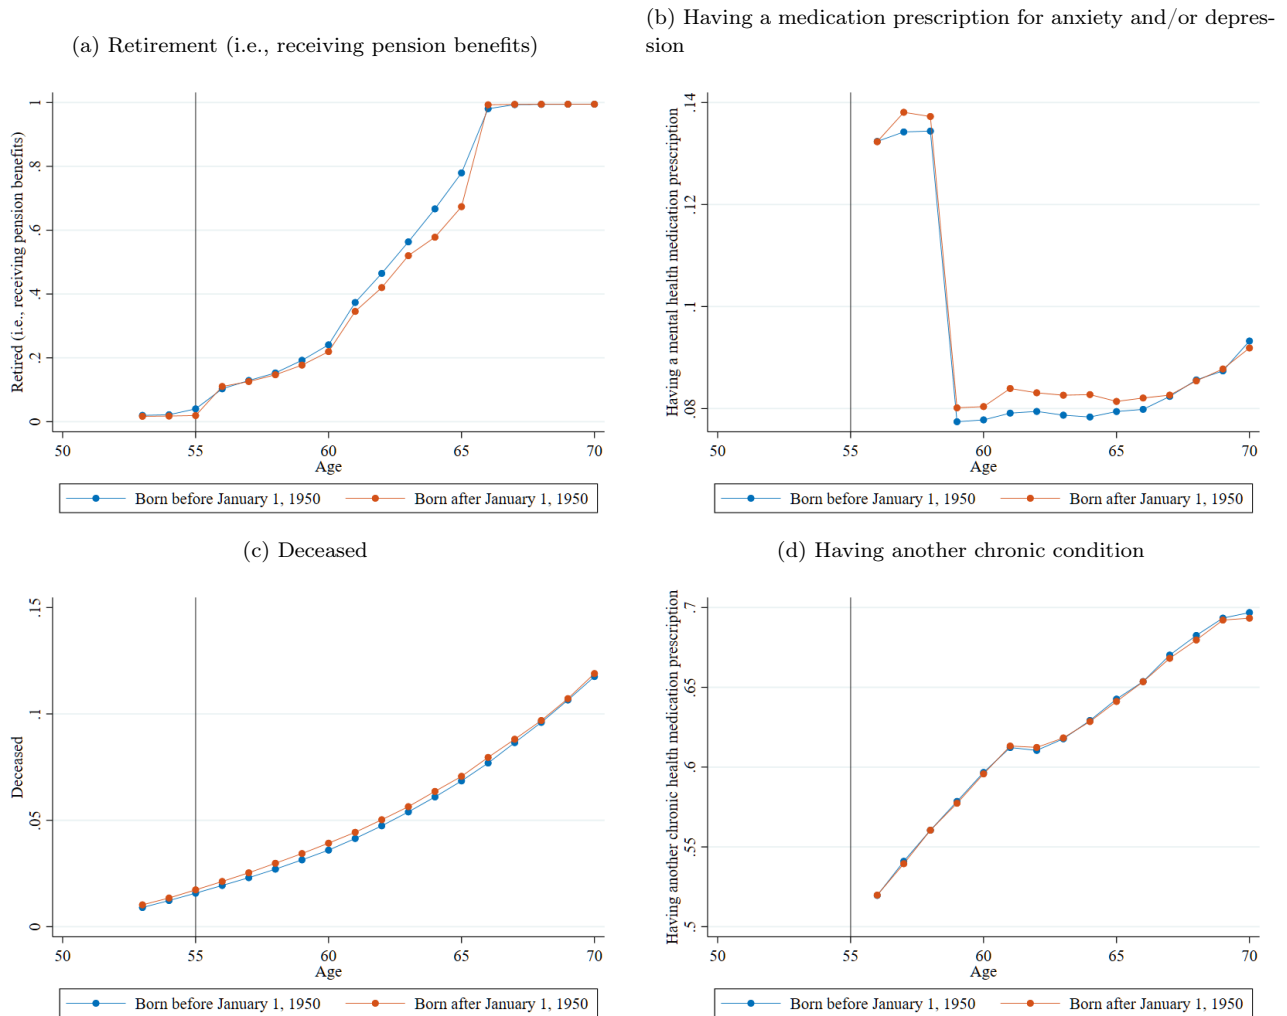 (a) Retirement (i.e., receiving pension benefits)
(b) Having a medication prescription for anxiety and/or depres-
sion
Retired (i.e., receiving pension benefits)
1
.8
.6
.4
.2
0
50 55 60 65 70
Age
Born before January 1, 1950 Born after January 1, 1950
Having a mental health medication prescription
.14
.12
.1
.08
50 55 60 65 70
Age
Born before January 1, 1950 Born after January 1, 1950
(c) Deceased
Deceased
.15
.1
.05
0
50 55 60 65 70
Age
Born before January 1, 1950 Born after January 1, 1950
(d) Having another chronic condition
Having another chronic health medication prescription
.7
.65
.6
.55
.5
50 55 60 65 70
Age
Born before January 1, 1950 Born after January 1, 1950